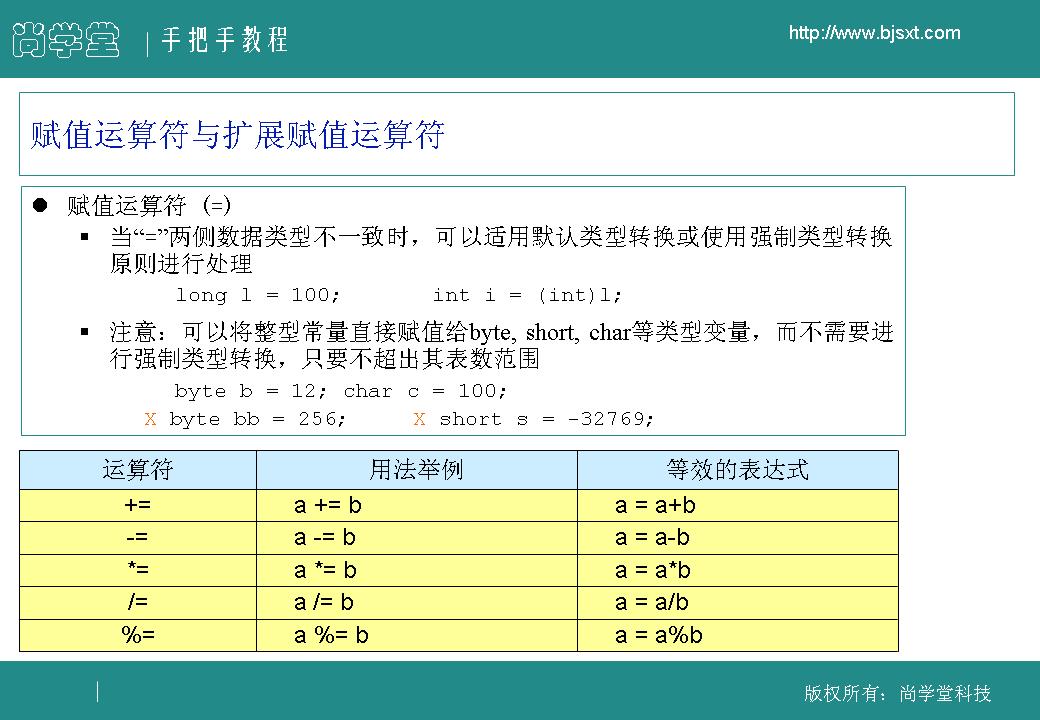 尚学堂 | 手把手教程
http://www.bjsxt.com
赋值运算符与扩展赋值运算符
● 赋值运算符（=）
▪ 当“=”两侧数据类型不一致时，可以适用默认类型转换或使用强制类型转换
原则进行处理
long l = 100; int i = (int)l;
▪ 注意：可以将整型常量直接赋值给byte, short, char等类型变量，而不需要进
行强制类型转换，只要不超出其表数范围
byte b = 12; char c = 100;
X byte bb = 256; X short s = -32769;
运算符 用法举例 等效的表达式
+= a += b a = a+b
-= a -= b a = a-b
*= a *= b a = a*b
/= a /= b a = a/b
%= a %= b a = a%b
版权所有：尚学堂科技